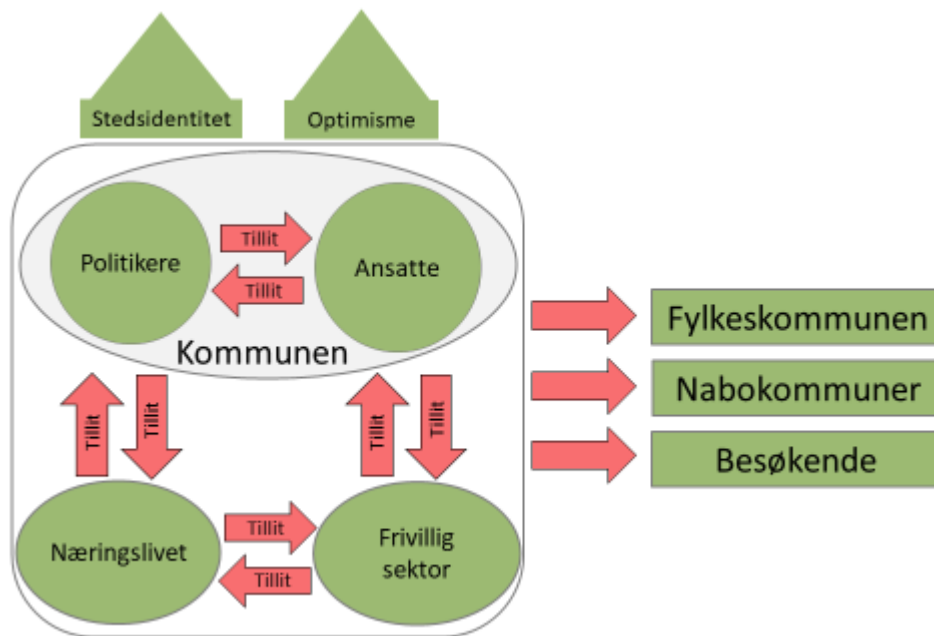 Stedsidentitet
Optimisme
Politikere
Tillit
Tillit
Ansatte
Kommunen
Tillit
Tillit
Tillit
Tillit
Næringslivet
Tillit
Tillit
Frivillig
sektor
Fylkeskommunen
Nabokommuner
Besøkende